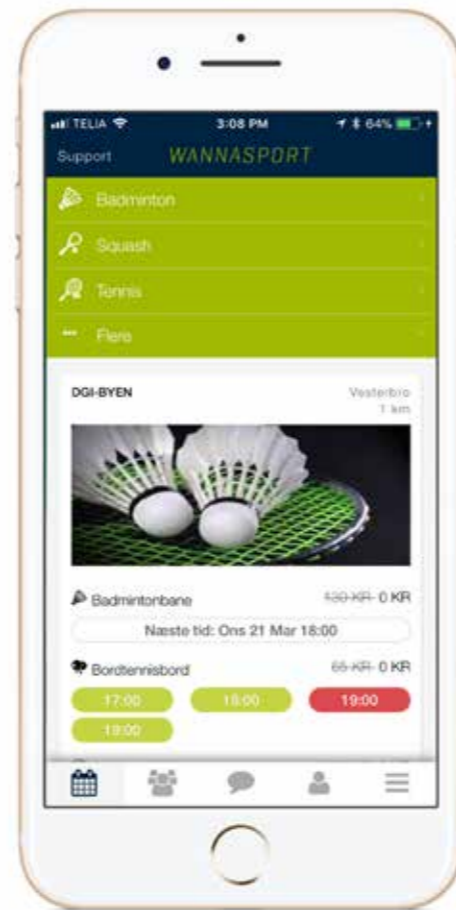 TELIA 3:08 PM 64%
Support WANNASPORT
Badminton
Squash
Tennis
Flere
DGI-BYEN Vesterbro
1 km
Badmintonbane 130 KR 0 KR
Næste tid: Ons 21 Mar 18:00
Bordtennisbord 65 KR 0 KR
17:00 18:00 19:00
19:00